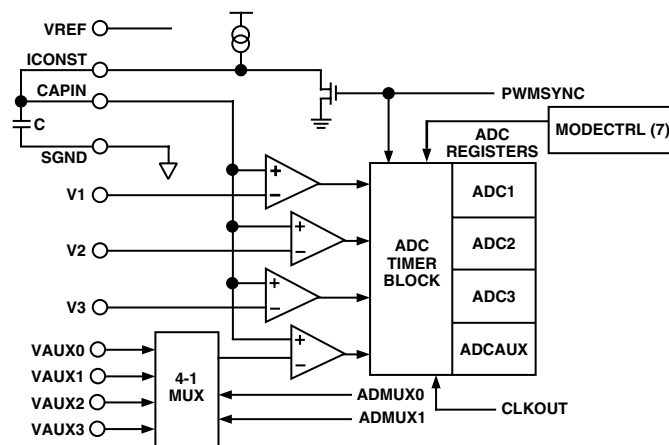 VREF
ICONST
CAPIN
C
SGND
PWMSYNC
MODECTRL (7)
ADC
REGISTERS
V1
V2
V3
+
–
+
–
+
–
+
–
ADC
TIMER
BLOCK
ADC1
ADC2
ADC3
ADCAUX
VAUX0
VAUX1
VAUX2
VAUX3
4-1
MUX
ADMUX0
ADMUX1
CLKOUT